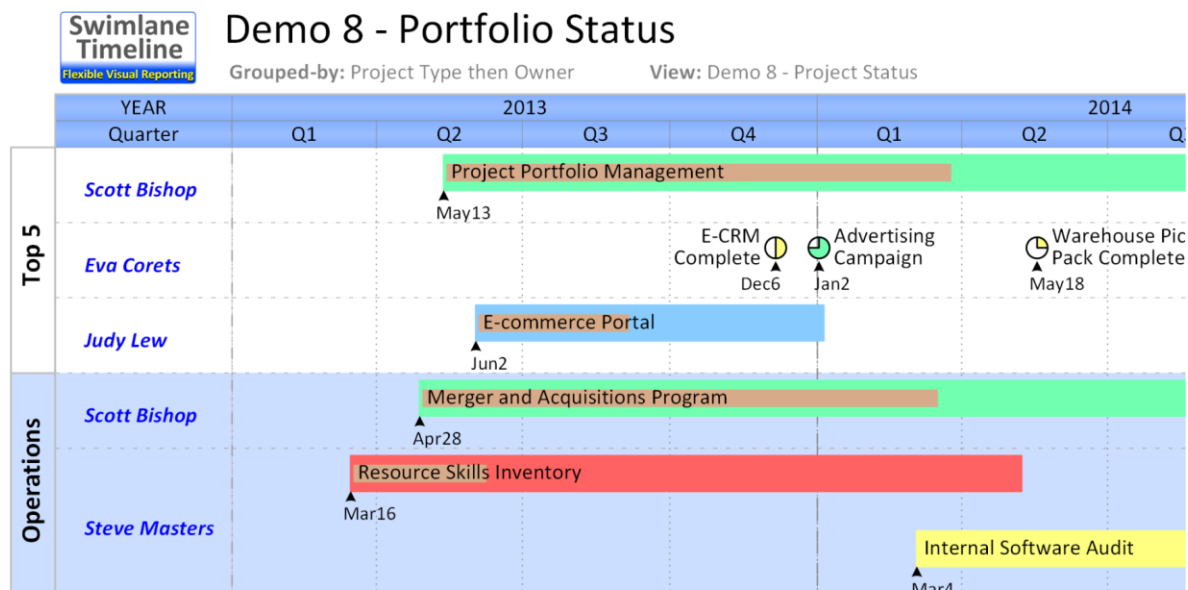 Swimlane
Timeline
Flexible Visual Reporting
Demo 8 - Portfolio Status
Grouped-by: Project Type then Owner
View: Demo 8 - Project Status
YEAR
2013
2014
Quarter
Q1
Q2
Q3
Q4
Q1
Q2
Top 5
Scott Bishop
Project Portfolio Management
May13
Eva Corets
E-CRM
Complete
Dec6
Advertising
Campaign
Jan2
Warehouse Pic
Pack Complete
May18
Judy Lew
E-commerce Portal
Jun2
Operations
Scott Bishop
Merger and Acquisitions Program
Apr28
Steve Masters
Resource Skills Inventory
Mar16
Internal Software Audit
Mar4